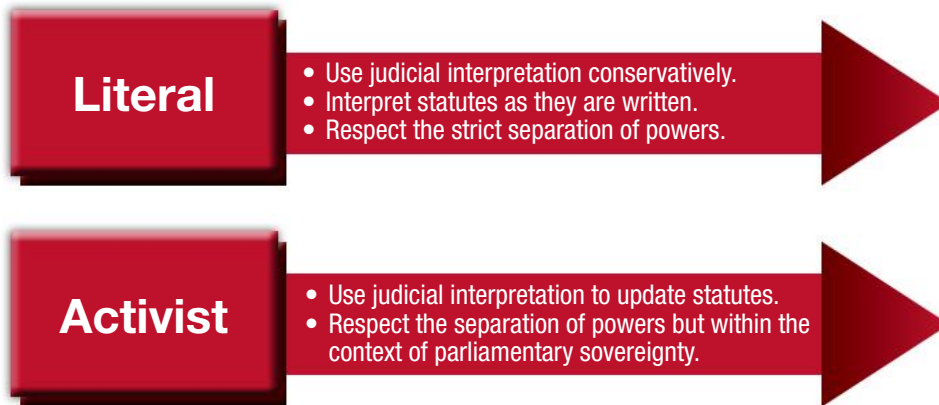 Literal
• Use judicial interpretation conservatively.
• Interpret statutes as they are written.
• Respect the strict separation of powers.
Activist
• Use judicial interpretation to update statutes.
• Respect the separation of powers but within the
context of parliamentary sovereignty.